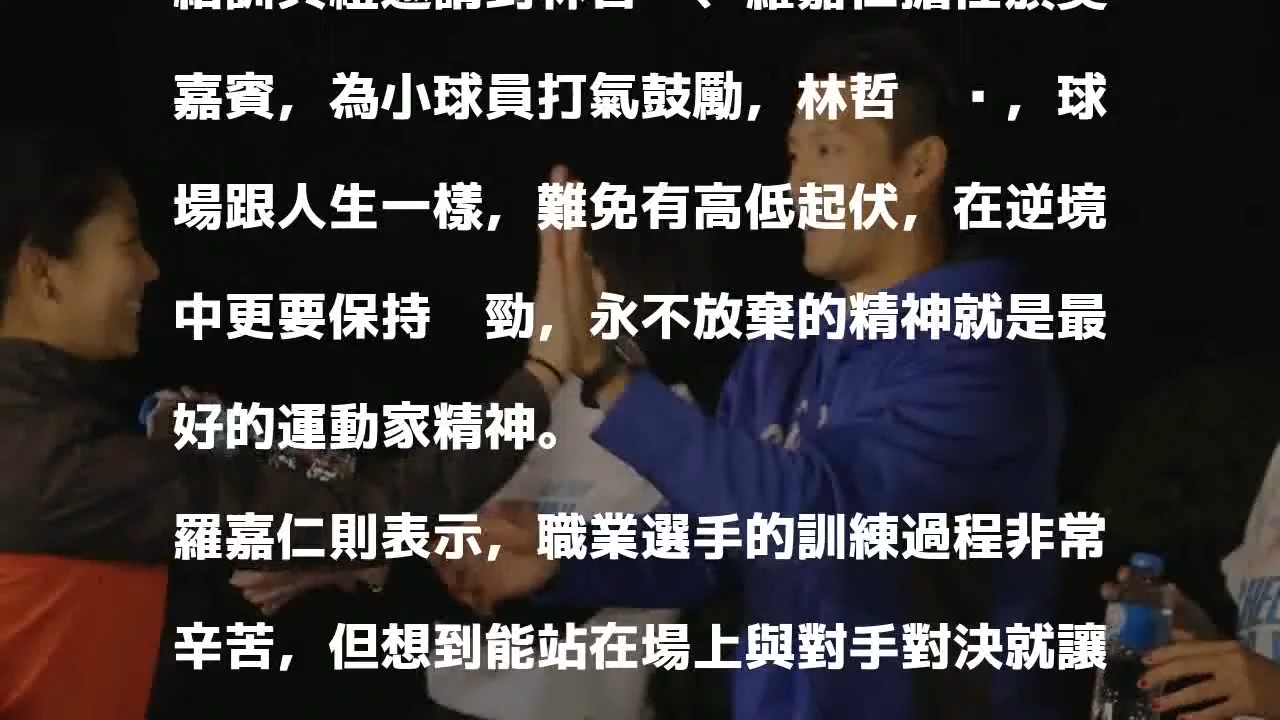 嘉賓，為小球員打氣鼓勵，林哲　▪，球
場跟人生一樣，難免有高低起伏，在逆境
中更要保持　勁，永不放棄的精神就是最
好的運動家精神。
羅嘉仁則表示，職業選手的訓練過程非常
辛苦，但想到能站在場上與對手對決就讓